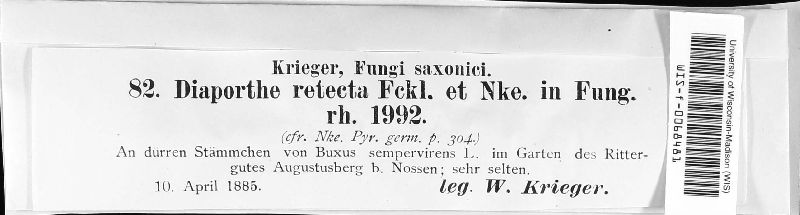 Krieger, Fungi saxonici.
82. Diaporthe retecta Fckl. et Nke. in Fung.
rh. 1992.
(cfr. Nke. Pyr. germ. p. 304.)
An dürren Stämmchen von Buxus sempervirens L. im Garten des Ritter-
gutes Augustusberg b. Nossen; sehr selten.
10. April 1885.
leg. W. Krieger.
University of Wisconsin-Madison (WIS)
WIS-f-0068481